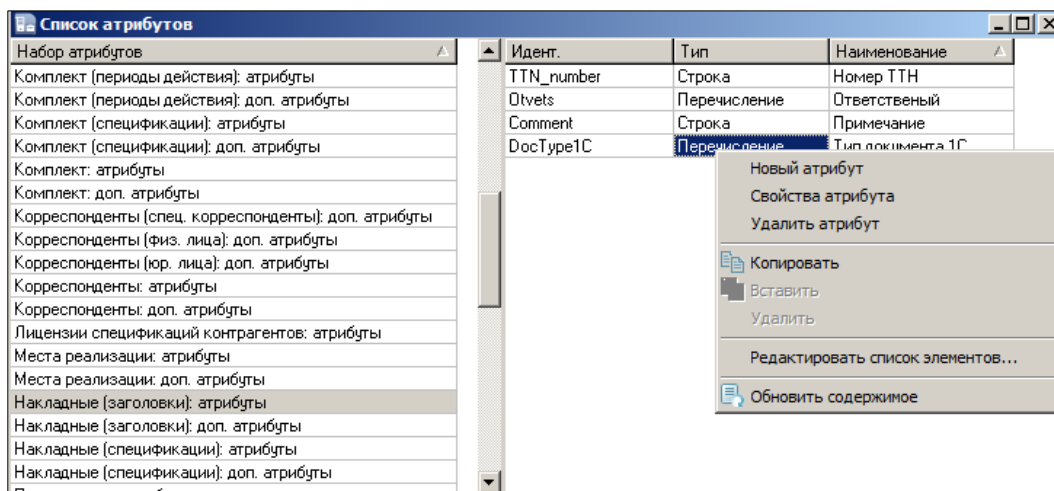 Список атрибутов
Набор атрибутов
Комплект (периоды действия): атрибуты
Комплект (периоды действия): доп. атрибуты
Комплект (спецификации): атрибуты
Комплект (спецификации): доп. атрибуты
Комплект: атрибуты
Комплект: доп. атрибуты
Корреспонденты (спец. корреспонденты): доп. атрибуты
Корреспонденты (физ. лица): доп. атрибуты
Корреспонденты (юр. лица): доп. атрибуты
Корреспонденты: атрибуты
Корреспонденты: доп. атрибуты
Лицензии спецификаций контрагентов: атрибуты
Места реализации: атрибуты
Места реализации: доп. атрибуты
Накладные (заголовки): атрибуты
Накладные (заголовки): доп. атрибуты
Накладные (спецификации): атрибуты
Накладные (спецификации): доп. атрибуты
Идент. Тип Наименование
TTN_number Строка Номер ТТН
Otvets Перечисление Ответственый
Comment Строка Примечание
DocType1C Перечисление Тип документа 1С
Новый атрибут
Свойства атрибута
Удалить атрибут
Копировать
Вставить
Удалить
Редактировать список элементов...
Обновить содержимое